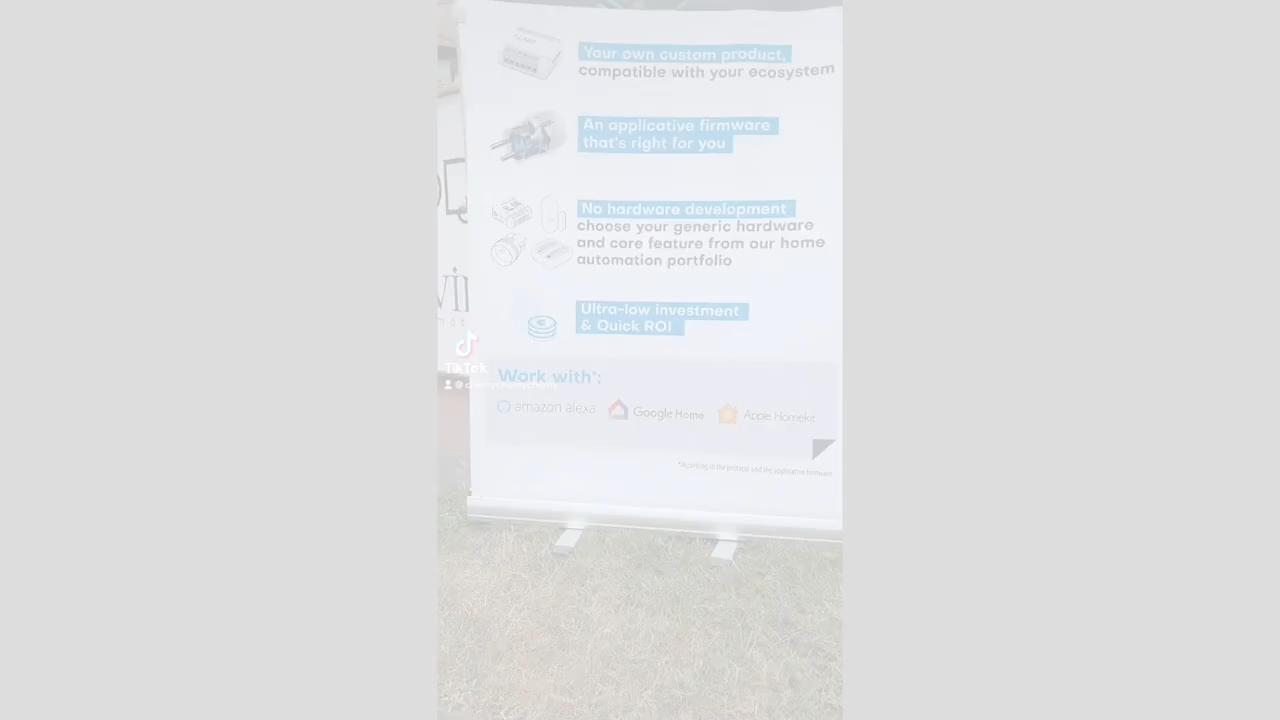 Your own custom product,
compatible with your ecosystem
An applicative firmware
that's right for you
No hardware development
choose your generic hardware
and core feature from our home
automation portfolio
Ultra-low investment
& Quick ROI
TikTok
Work with*:
amazon alexa
Google Home
Apple Homekit
*According to the protocol and the applicative firmware